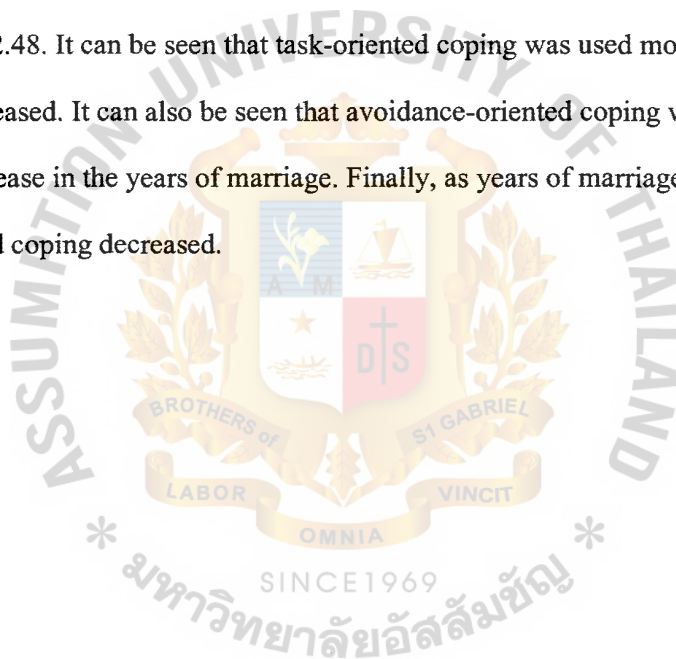 2.48. It can be seen that task-oriented coping was used mo
eased. It can also be seen that avoidance-oriented coping
ease in the years of marriage. Finally, as years of marriage
d coping decreased.
ASSUMPTION UNIVERSITY OF THAILAND
A M
D S
BROTHERS of ST GABRIEL
LABOR
VINCIT
OMNIA
SINCE1969
* มหาวิทยาลัยอัสสัมชัญ *